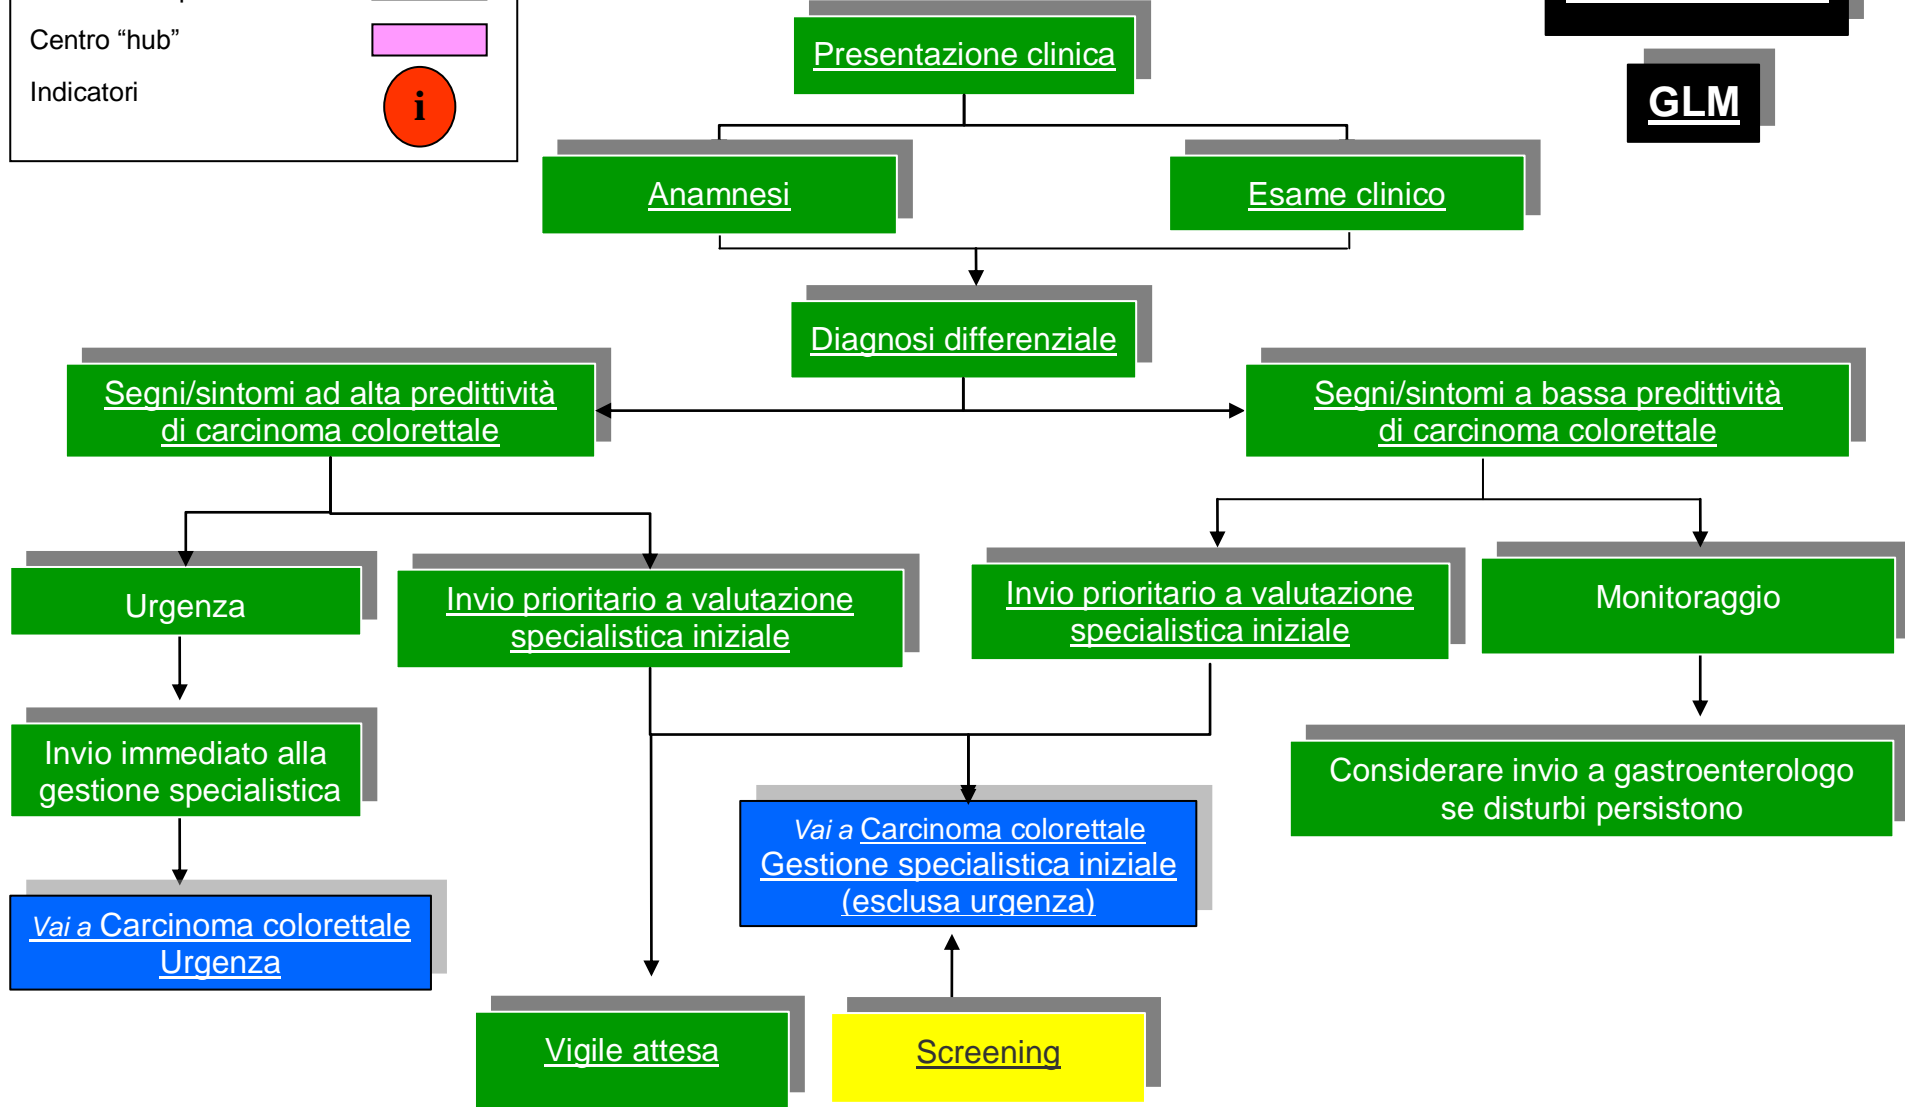 Centro “hub”
Indicatori
i
Presentazione clinica
GLM
Anamnesi
Esame clinico
Diagnosi differenziale
Segni/sintomi ad alta predittività
di carcinoma colorettale
Segni/sintomi a bassa predittività
di carcinoma colorettale
Urgenza
Invio prioritario a valutazione
specialistica iniziale
Invio prioritario a valutazione
specialistica iniziale
Monitoraggio
Invio immediato alla
gestione specialistica
Vai a Carcinoma colorettale
Gestione specialistica iniziale
(esclusa urgenza)
Considerare invio a gastroenterologo
se disturbi persistono
Vai a Carcinoma colorettale
Urgenza
Vigile attesa
Screening